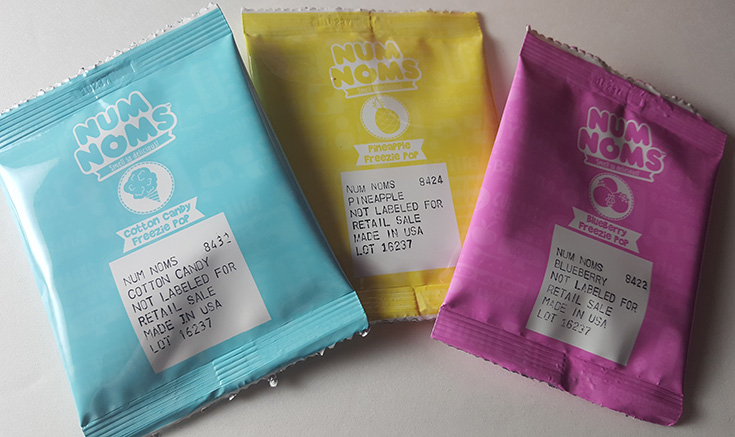 NUM
NOMS
Cotton Candy
Freezie Pop
NUM NOMS 8431
COTTON CANDY
NOT LABELED FOR
RETAIL SALE
MADE IN USA
LOT 16237
NUM
NOMS
Pineapple
Freezie Pop
NUM NOMS 8424
PINEAPPLE
NOT LABELED FOR
RETAIL SALE
MADE IN USA
LOT 16237
NUM
NOMS
Blueberry
Freezie Pop
NUM NOMS 8422
BLUEBERRY
NOT LABELED FOR
RETAIL SALE
MADE IN USA
LOT 16237